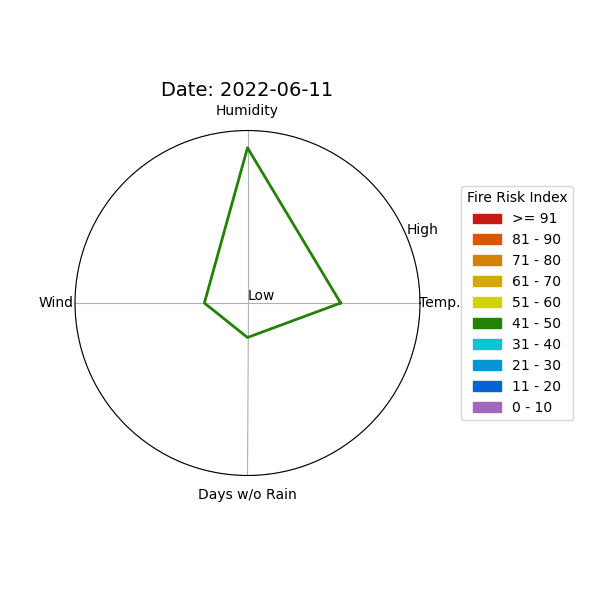 Date: 2022-06-11
Humidity
High
Low
Wind
Temp.
Days w/o Rain
Fire Risk Index
>= 91
81 - 90
71 - 80
61 - 70
51 - 60
41 - 50
31 - 40
21 - 30
11 - 20
0 - 10